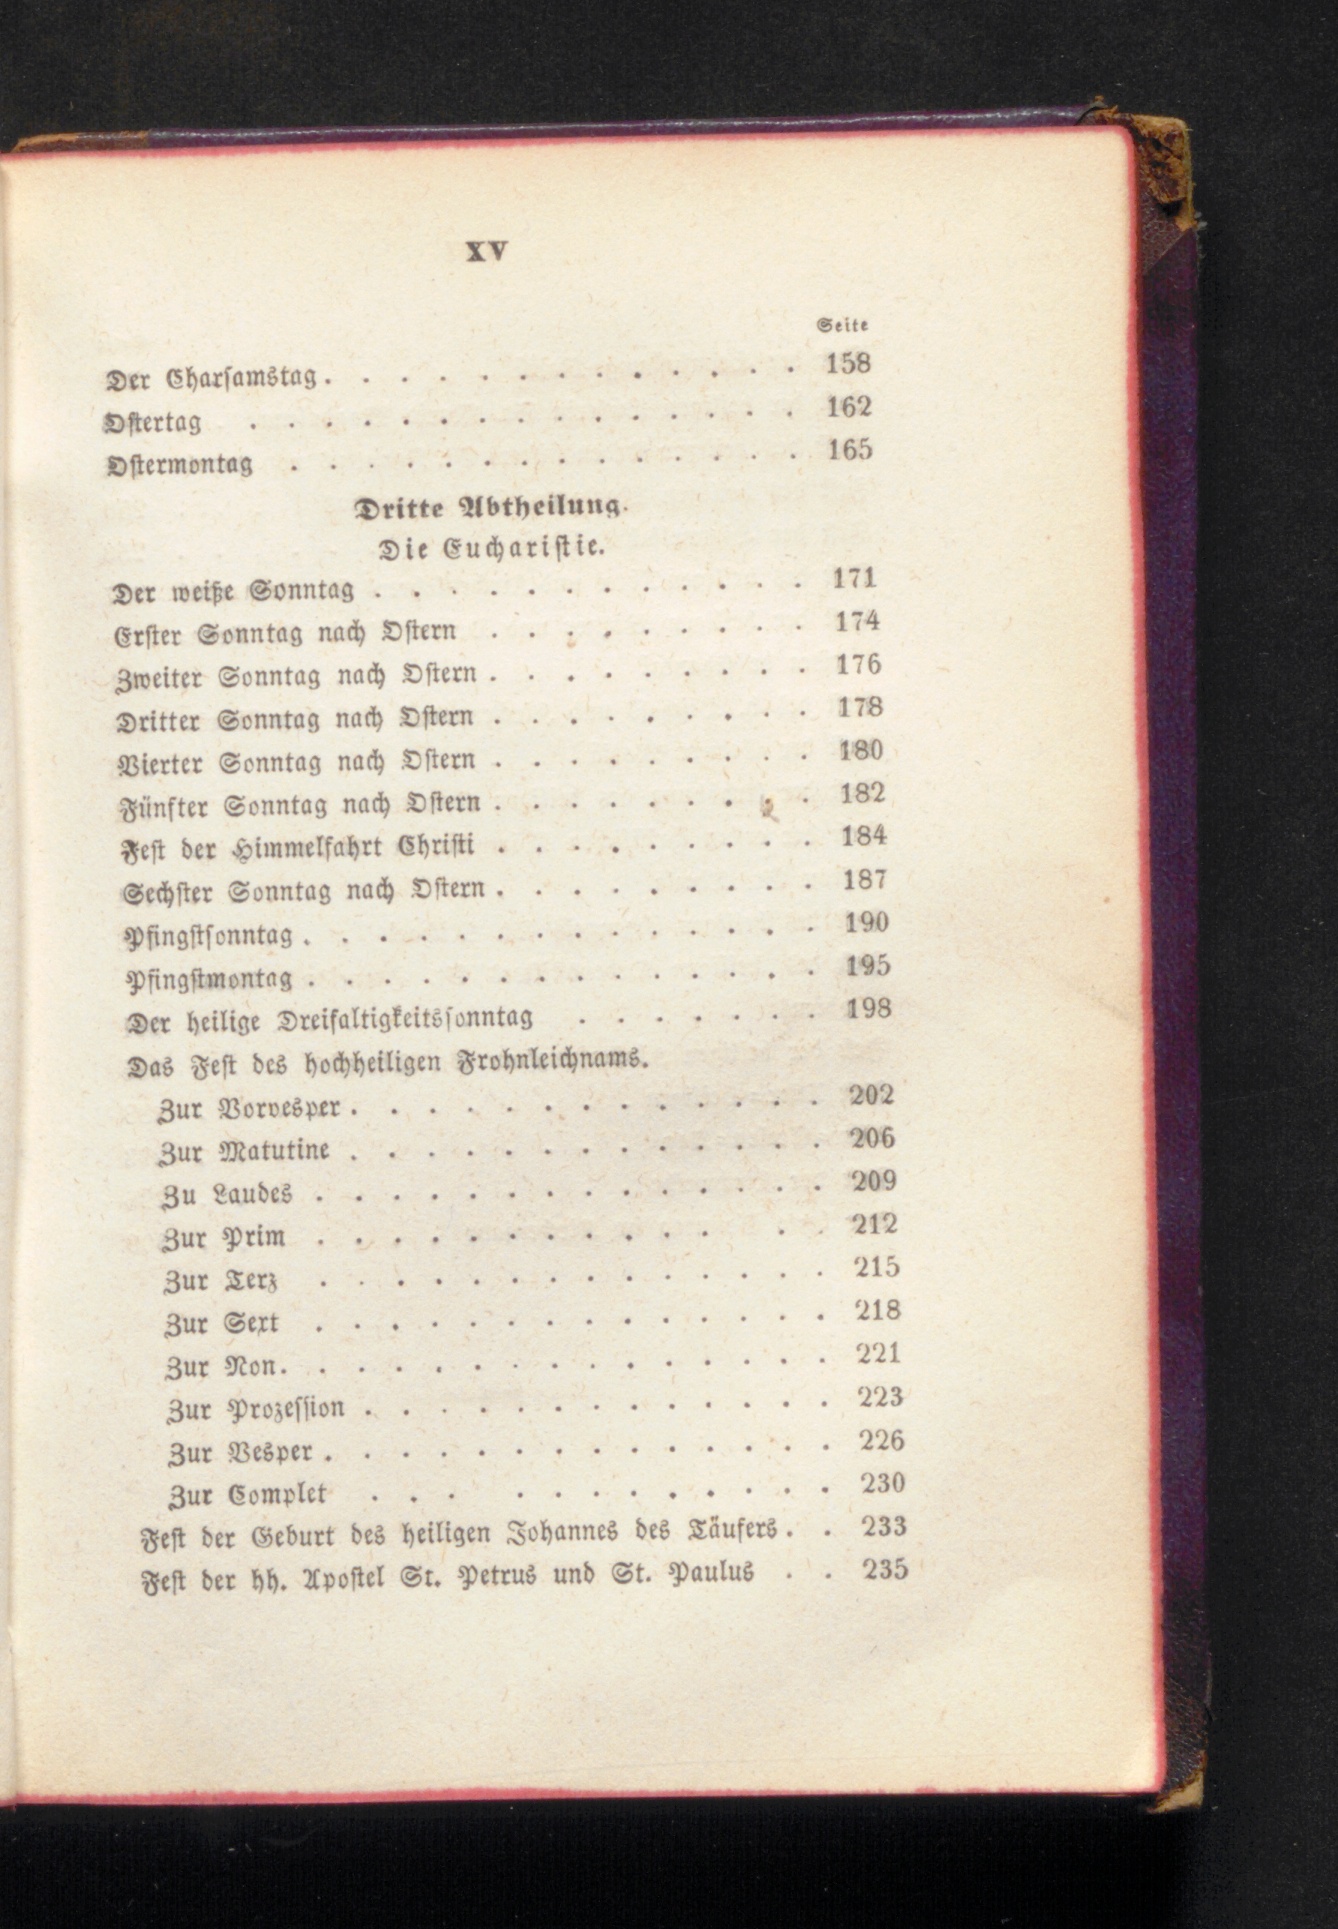 XV
Seite
Der Charsamstag . . . . . . . . . . . . . 158
Ostertag . . . . . . . . . . . . . . . 162
Ostermontag . . . . . . . . . . . . . . 165
Dritte Abtheilung.
Die Eucharistie.
Der weiße Sonntag . . . . . . . . . . . . 171
Erster Sonntag nach Ostern . . . . . . . . . 174
Zweiter Sonntag nach Ostern . . . . . . . . . 176
Dritter Sonntag nach Ostern . . . . . . . . . 178
Vierter Sonntag nach Ostern . . . . . . . . . 180
Fünfter Sonntag nach Ostern . . . . . . . . . 182
Fest der Himmelfahrt Christi . . . . . . . . . 184
Sechster Sonntag nach Ostern . . . . . . . . . 187
Pfingstsonntag . . . . . . . . . . . . . . 190
Pfingstmontag . . . . . . . . . . . . . . 195
Der heilige Dreifaltigkeitssonntag . . . . . . . 198
Das Fest des hochheiligen Frohnleichnams.
Zur Vorvesper . . . . . . . . . . . . . 202
Zur Matutine . . . . . . . . . . . . . 206
Zu Laudes . . . . . . . . . . . . . . 209
Zur Prim . . . . . . . . . . . . . 212
Zur Terz . . . . . . . . . . . . . . 215
Zur Sext . . . . . . . . . . . . . . 218
Zur Non . . . . . . . . . . . . . . . 221
Zur Prozession . . . . . . . . . . . . . 223
Zur Vesper . . . . . . . . . . . . . . 226
Zur Complet . . . . . . . . . . . . 230
Fest der Geburt des heiligen Johannes des Täufers . . 233
Fest der hh. Apostel St. Petrus und St. Paulus . . 235